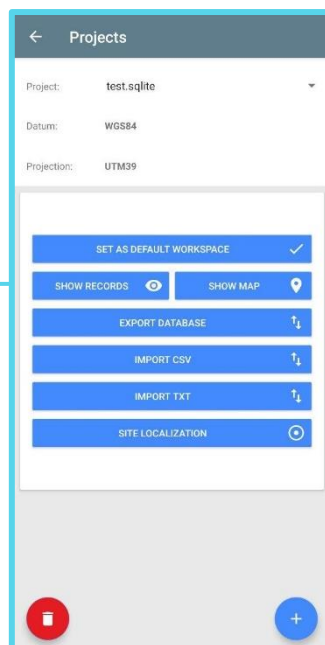 Projects
Project: test.sqlite
Datum: WGS84
Projection: UTM39
SET AS DEFAULT WORKSPACE
SHOW RECORDS SHOW MAP
EXPORT DATABASE
IMPORT CSV
IMPORT TXT
SITE LOCALIZATION